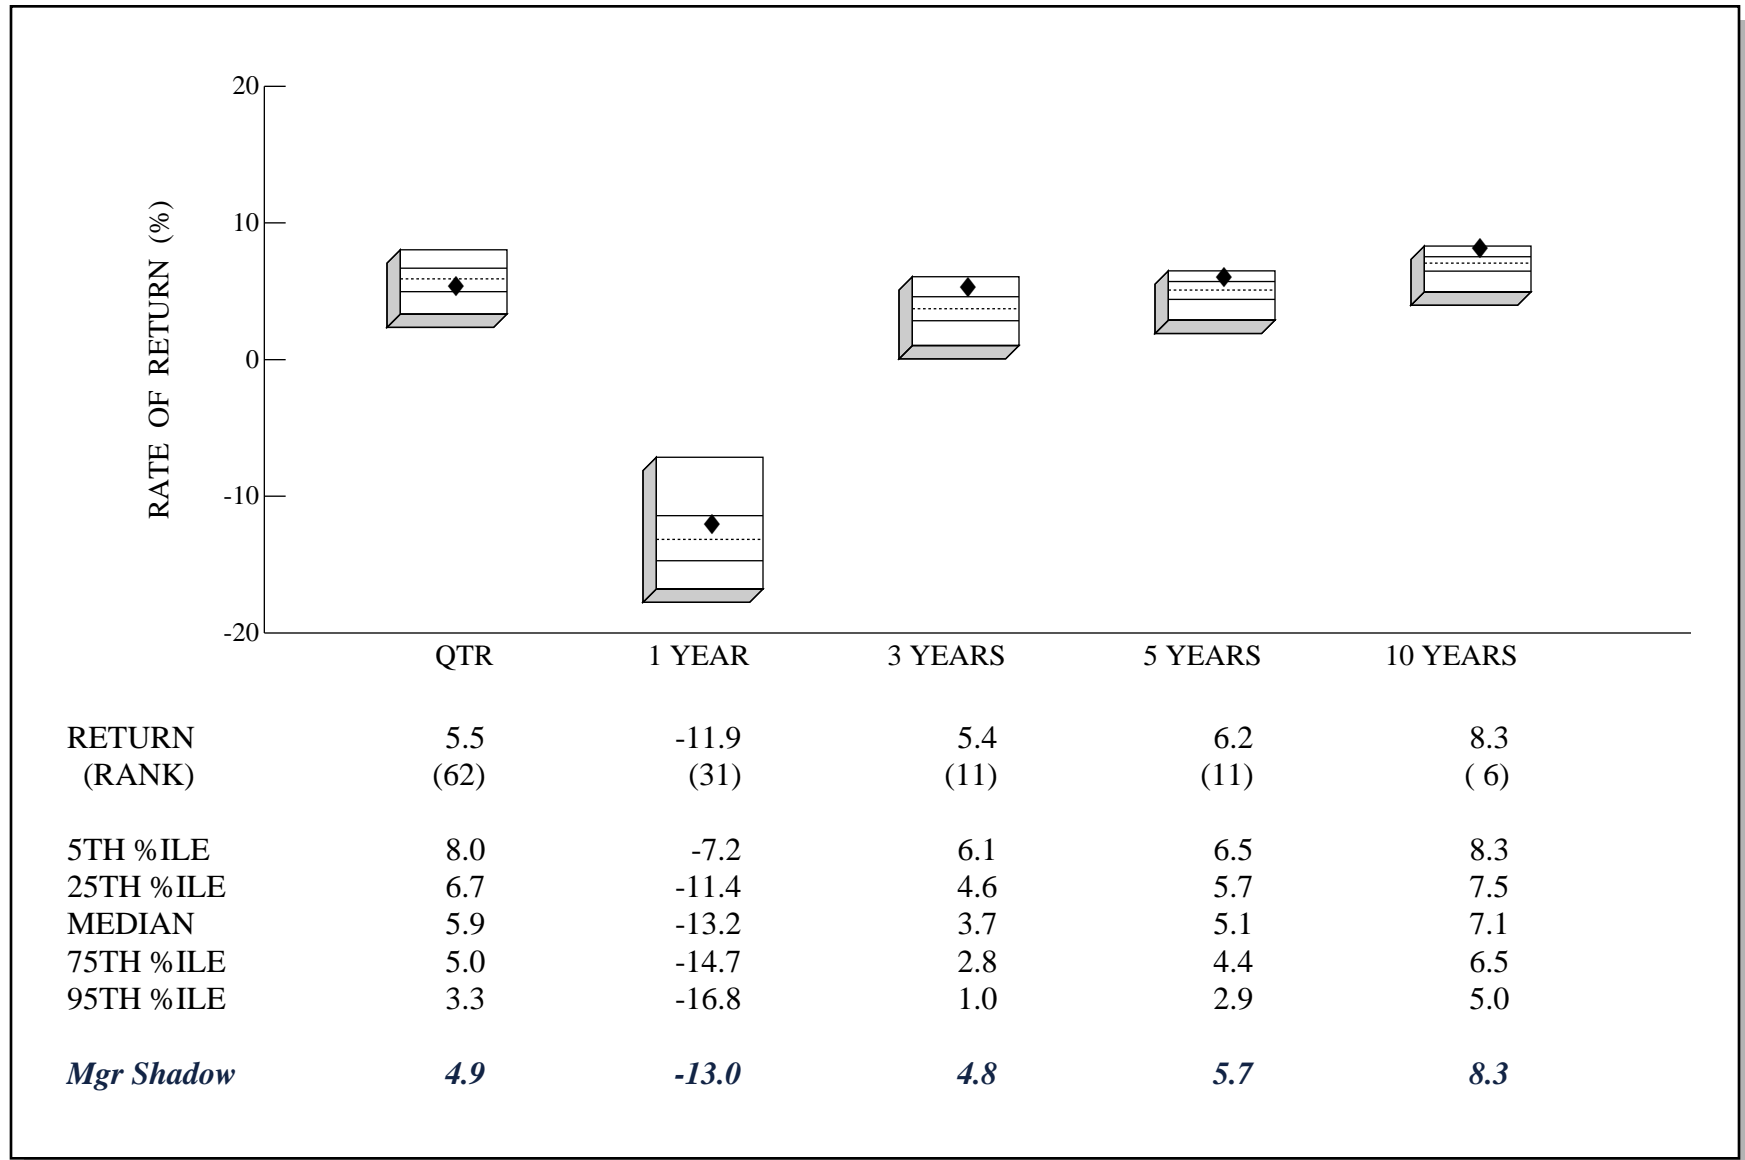 20
10
0
-10
-20
RATE OF RETURN (%)
QTR 1 YEAR 3 YEARS 5 YEARS 10 YEARS
RETURN 5.5 -11.9 5.4 6.2 8.3
(RANK) (62) (31) (11) (11) ( 6)
5TH %ILE 8.0 -7.2 6.1 6.5 8.3
25TH %ILE 6.7 -11.4 4.6 5.7 7.5
MEDIAN 5.9 -13.2 3.7 5.1 7.1
75TH %ILE 5.0 -14.7 2.8 4.4 6.5
95TH %ILE 3.3 -16.8 1.0 2.9 5.0
Mgr Shadow 4.9 -13.0 4.8 5.7 8.3